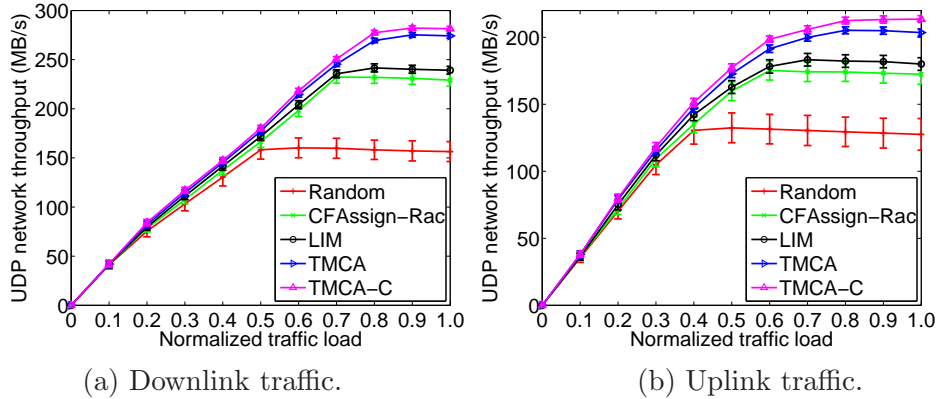 UDP network throughput (MB/s)
300
250
200
150
100
50
0
0 0.1 0.2 0.3 0.4 0.5 0.6 0.7 0.8 0.9 1.0
Normalized traffic load
Random
CFAssign-Rac
LIM
TMCA
TMCA-C
(a) Downlink traffic.
UDP network throughput (MB/s)
200
150
100
50
0
0 0.1 0.2 0.3 0.4 0.5 0.6 0.7 0.8 0.9 1.0
Normalized traffic load
Random
CFAssign-Rac
LIM
TMCA
TMCA-C
(b) Uplink traffic.